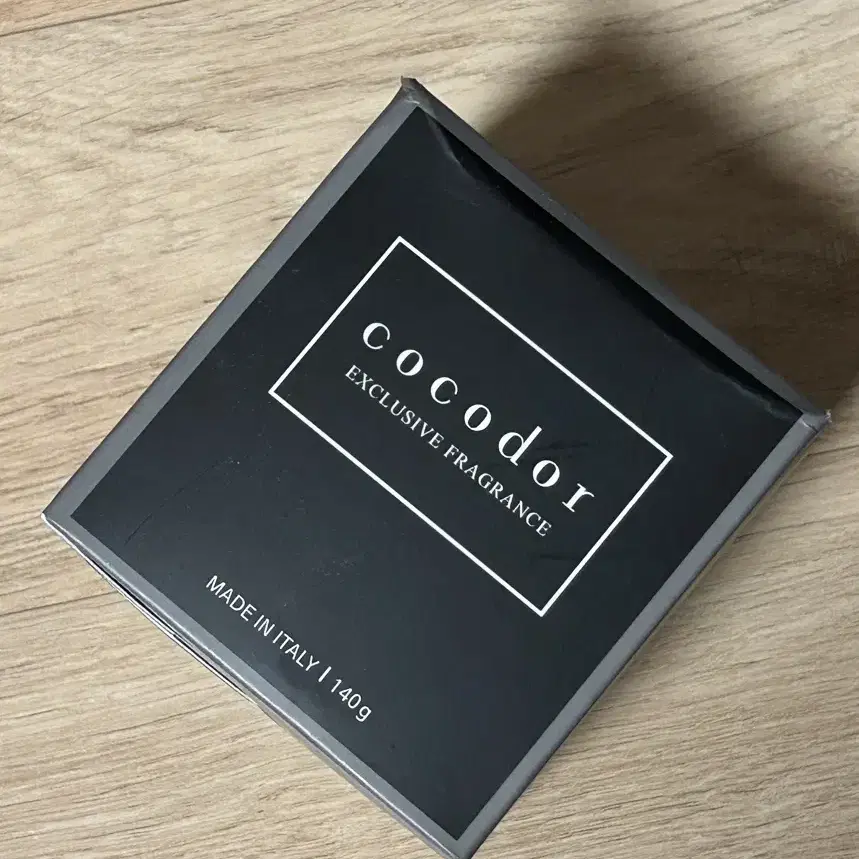 cocodor
EXCLUSIVE FRAGRANCE
MADE IN ITALY | 140g